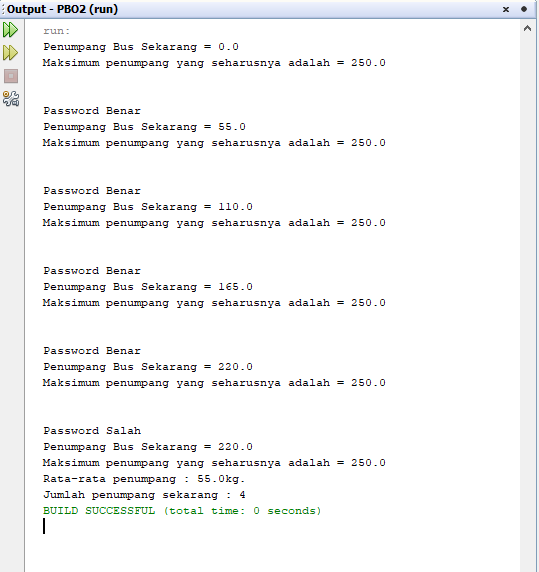 Output - PBO2 (run)
run:
Penumpang Bus Sekarang = 0.0
Maksimum penumpang yang seharusnya adalah = 250.0
Password Benar
Penumpang Bus Sekarang = 55.0
Maksimum penumpang yang seharusnya adalah = 250.0
Password Benar
Penumpang Bus Sekarang = 110.0
Maksimum penumpang yang seharusnya adalah = 250.0
Password Benar
Penumpang Bus Sekarang = 165.0
Maksimum penumpang yang seharusnya adalah = 250.0
Password Benar
Penumpang Bus Sekarang = 220.0
Maksimum penumpang yang seharusnya adalah = 250.0
Password Salah
Penumpang Bus Sekarang = 220.0
Maksimum penumpang yang seharusnya adalah = 250.0
Rata-rata penumpang : 55.0kg.
Jumlah penumpang sekarang : 4
BUILD SUCCESSFUL (total time: 0 seconds)